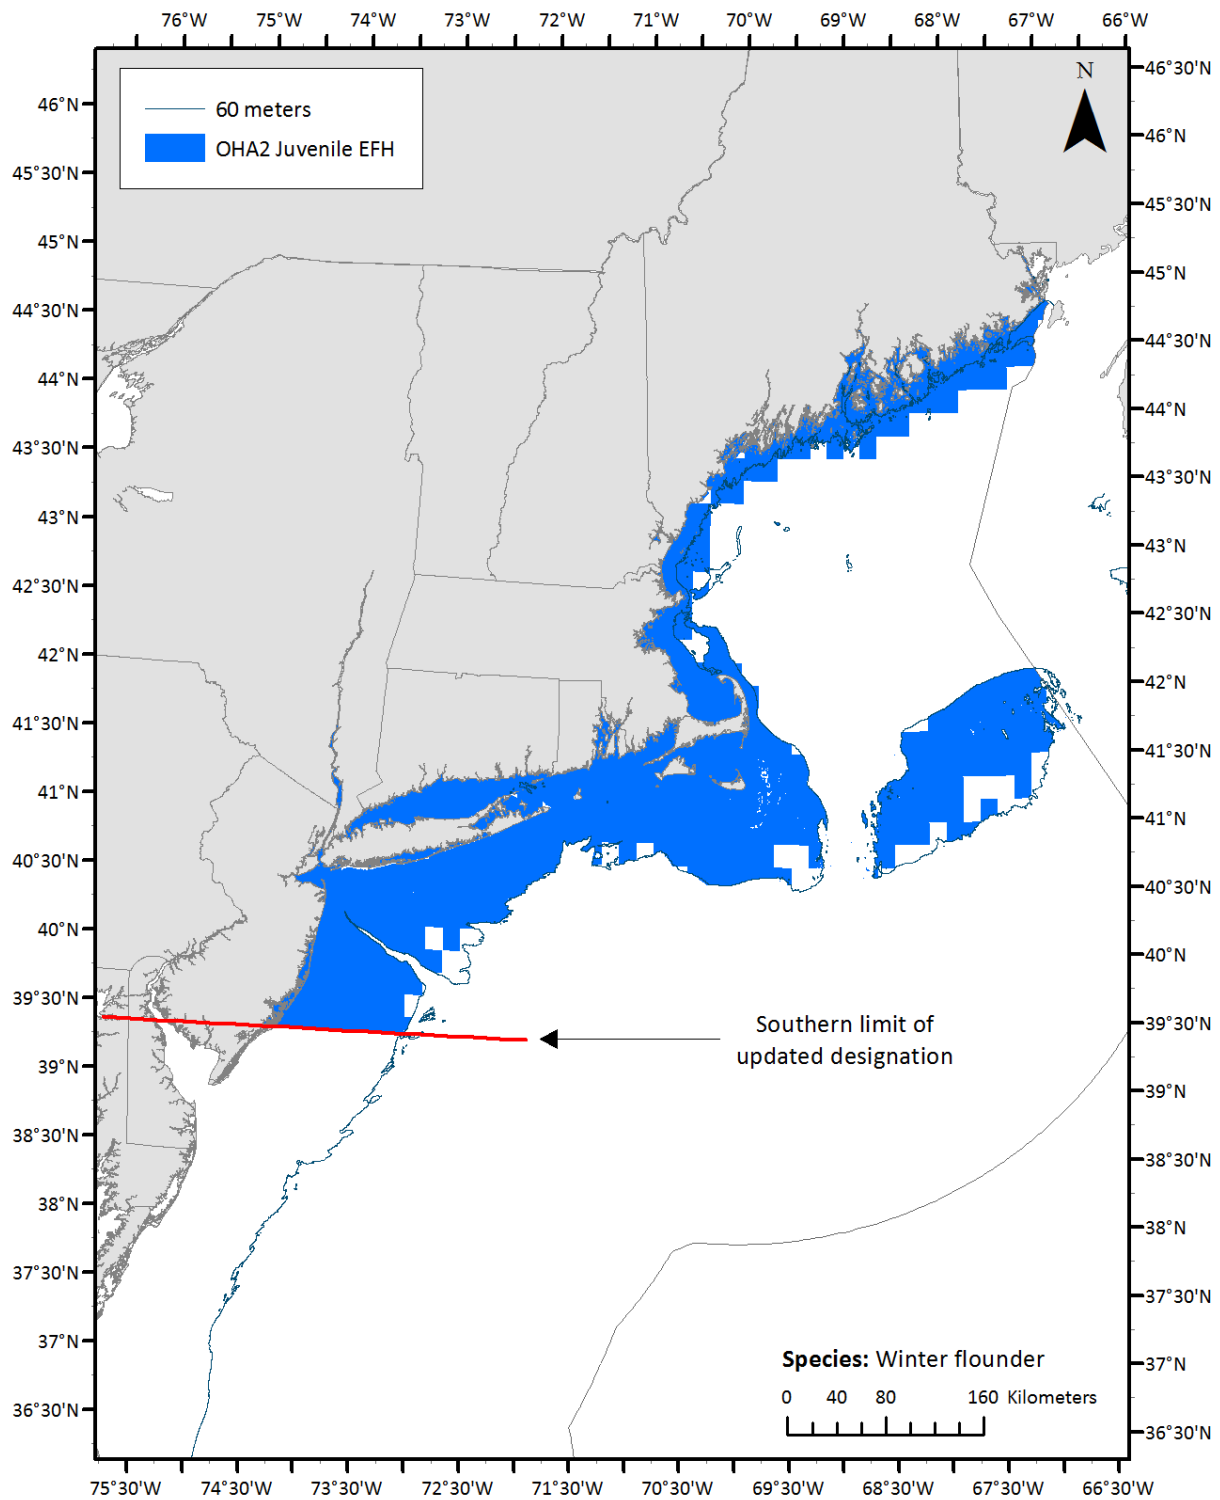 76°W 75°W 74°W 73°W 72°W 71°W 70°W 69°W 68°W 67°W 66°W
60 meters
OHA2 Juvenile EFH
N
46°N
45°30'N
45°N
44°30'N
44°N
43°30'N
43°N
42°30'N
42°N
41°30'N
41°N
40°30'N
40°N
39°30'N
39°N
38°30'N
38°N
37°30'N
37°N
36°30'N
46°30'N
46°N
45°30'N
45°N
44°30'N
44°N
43°30'N
43°N
42°30'N
42°N
41°30'N
41°N
40°30'N
40°N
39°30'N
39°N
38°30'N
38°N
37°30'N
37°N
36°30'N
Southern limit of
updated designation
Species: Winter flounder
0 40 80 160 Kilometers
75°30'W 74°30'W 73°30'W 72°30'W 71°30'W 70°30'W 69°30'W 68°30'W 67°30'W 66°30'W